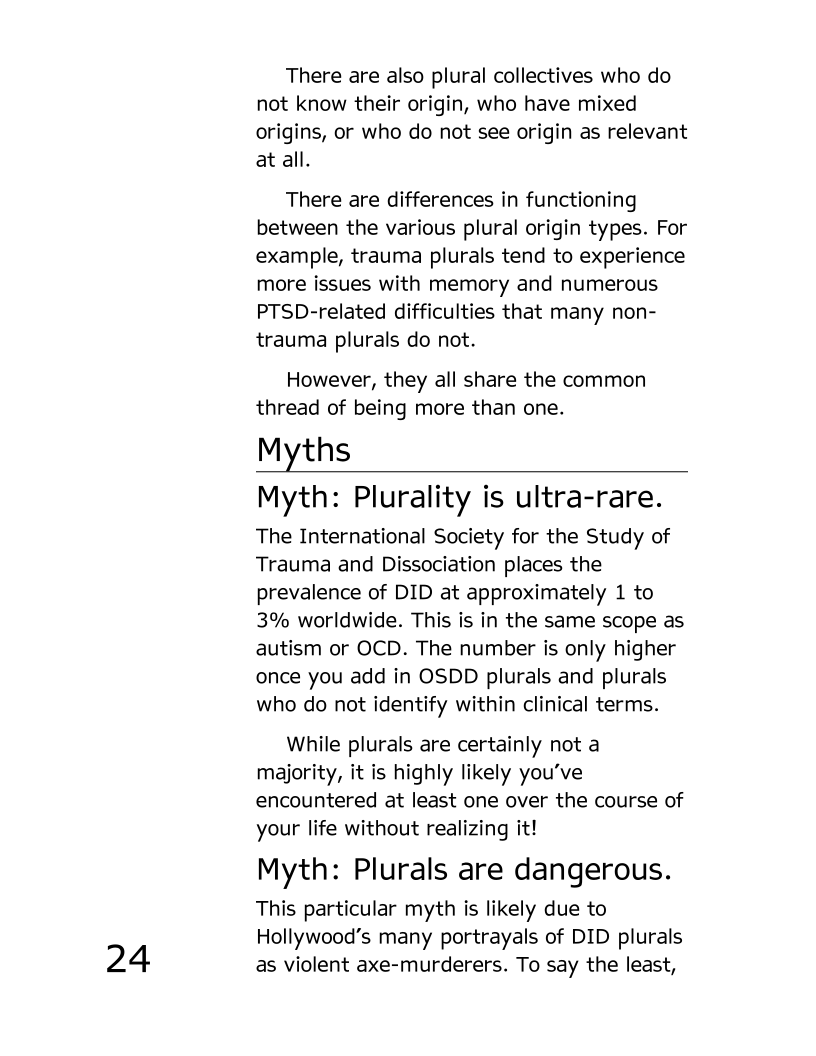 There are also plural collectives who do
not know their origin, who have mixed
origins, or who do not see origin as relevant
at all.
There are differences in functioning
between the various plural origin types. For
example, trauma plurals tend to experience
more issues with memory and numerous
PTSD-related difficulties that many non-
trauma plurals do not.
However, they all share the common
thread of being more than one.
Myths
Myth: Plurality is ultra-rare.
The International Society for the Study of
Trauma and Dissociation places the
prevalence of DID at approximately 1 to
3% worldwide. This is in the same scope as
autism or OCD. The number is only higher
once you add in OSDD plurals and plurals
who do not identify within clinical terms.
While plurals are certainly not a
majority, it is highly likely you’ve
encountered at least one over the course of
your life without realizing it!
Myth: Plurals are dangerous.
This particular myth is likely due to
Hollywood’s many portrayals of DID plurals
as violent axe-murderers. To say the least,
24